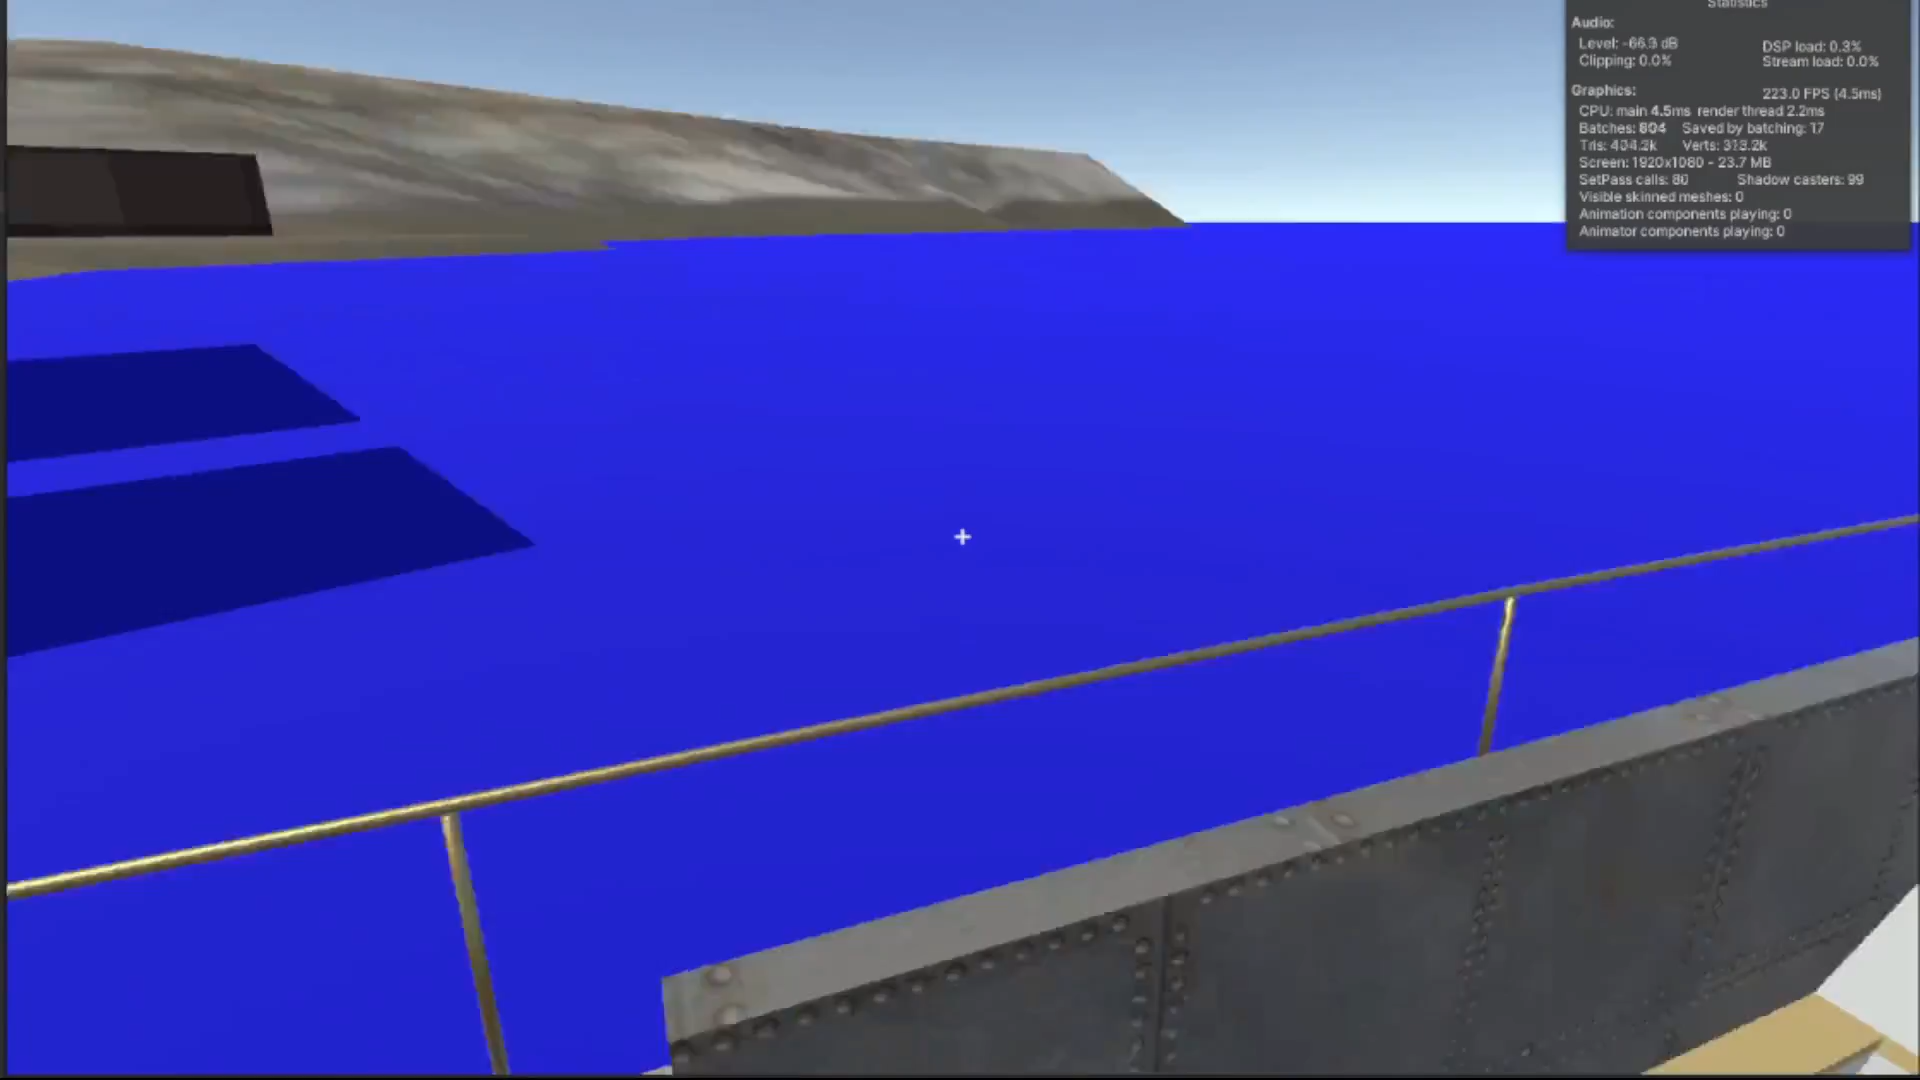 Statistics
Audio:
Level: -66.9 dB DSP load: 0.3%
Clipping: 0.0% Stream load: 0.0%
Graphics: 223.0 FPS (4.5ms)
CPU: main 4.5ms render thread 2.2ms
Batches: 804 Saved by batching: 17
Tris: 404.2k Verts: 313.2k
Screen: 1920x1080 - 23.7 MB
SetPass calls: 80 Shadow casters: 99
Visible skinned meshes: 0
Animation components playing: 0
Animator components playing: 0